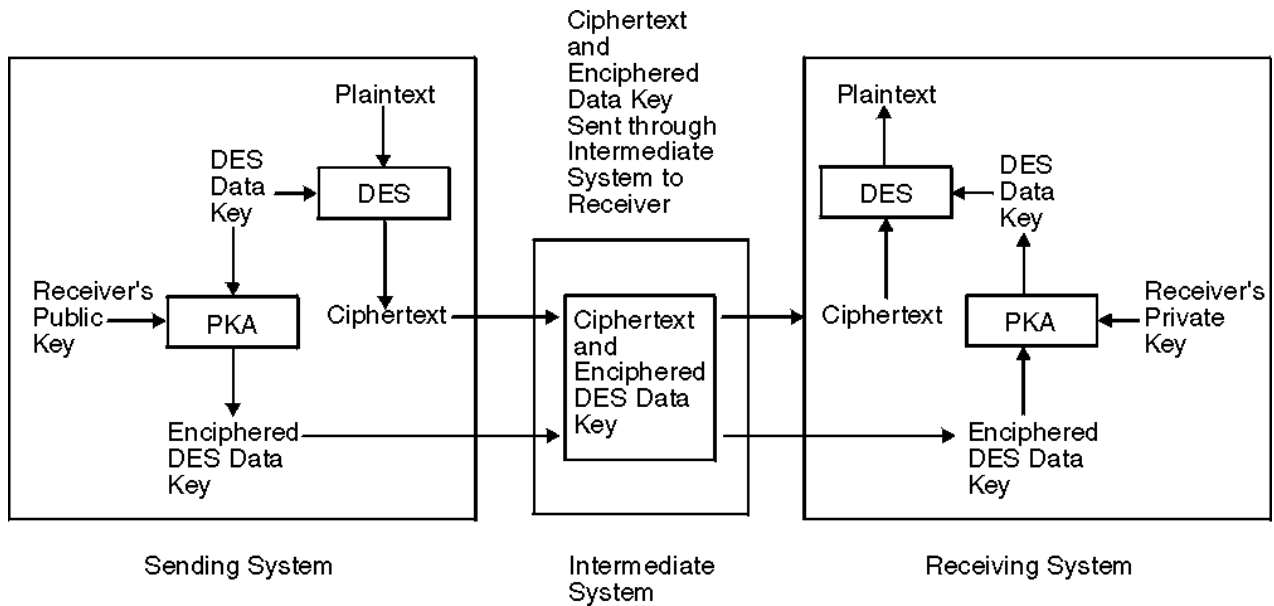 Ciphertext
and
Enciphered
Data Key
Sent through
Intermediate
System to
Receiver
Plaintext
DES
Data
Key
DES
Receiver's
Public
Key
PKA
Ciphertext
Enciphered
DES Data
Key
Sending System
Ciphertext
and
Enciphered
DES Data
Key
Intermediate
System
Plaintext
DES
DES
Data
Key
Ciphertext
PKA
Receiver's
Private
Key
Enciphered
DES Data
Key
Receiving System